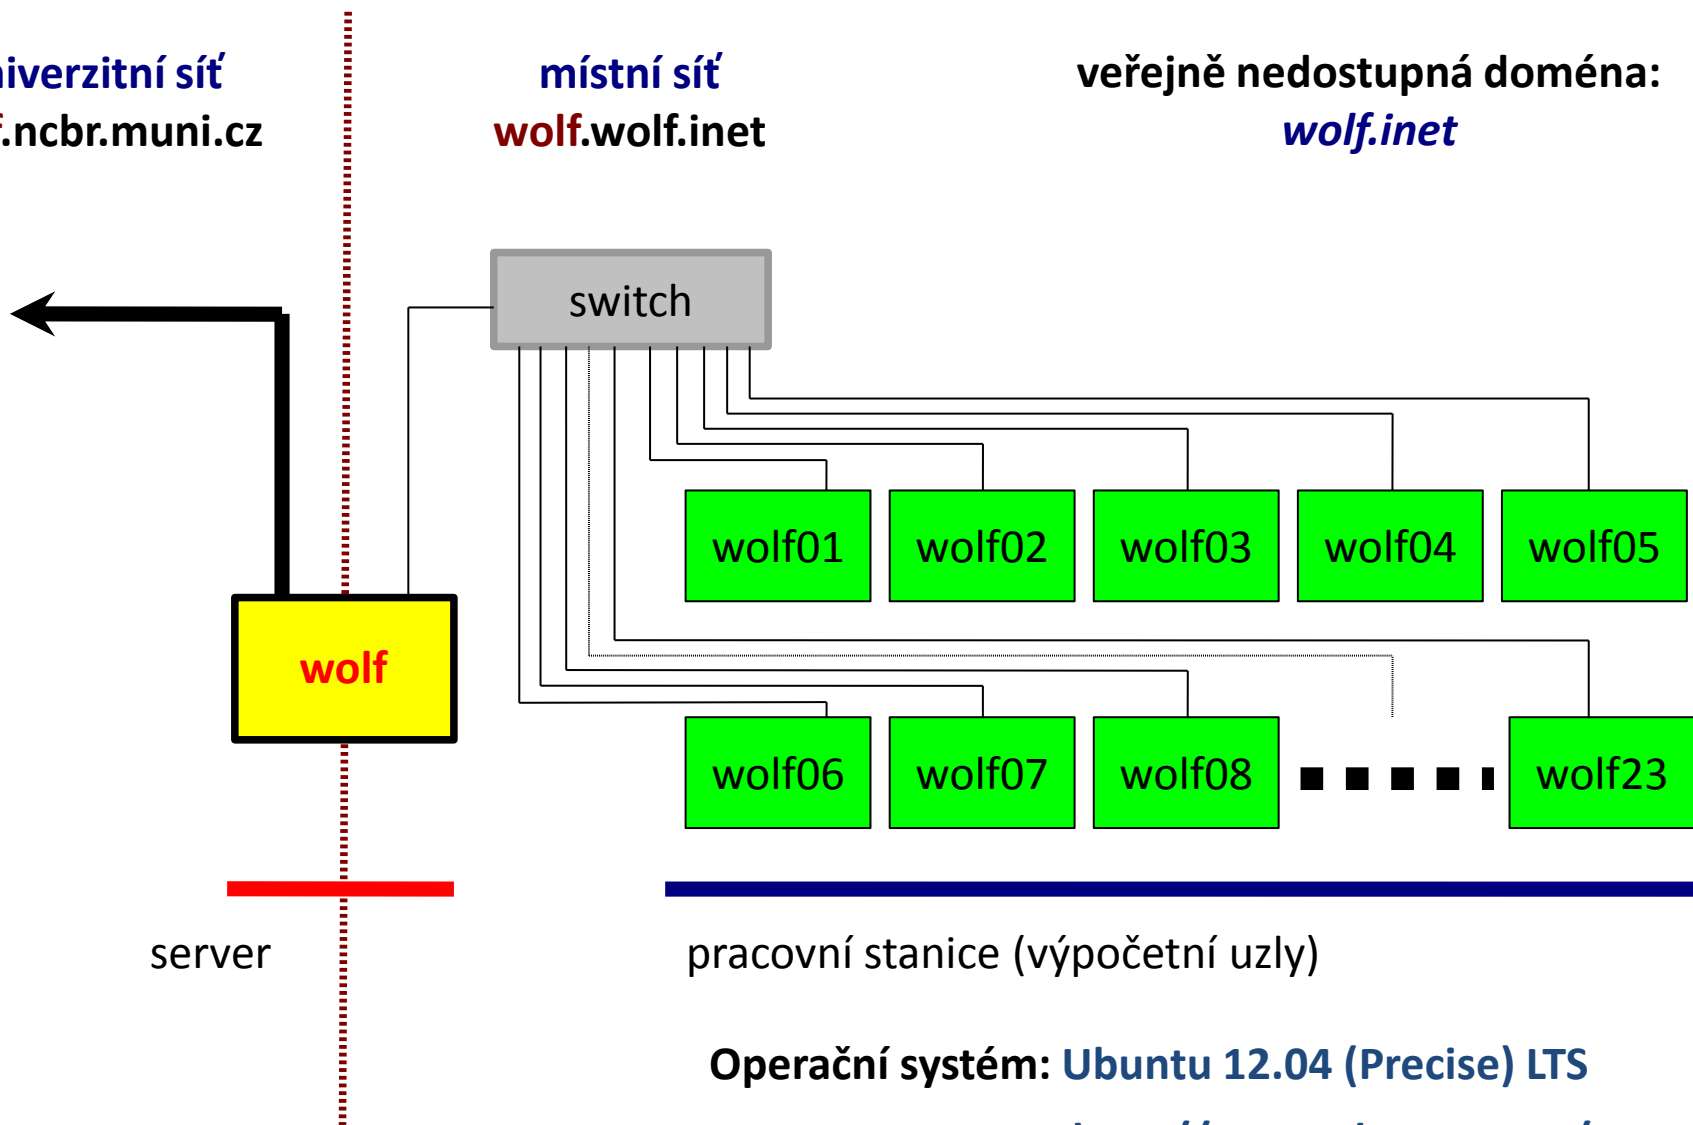 síť
.ncbr.muni.cz
místní síť
wolf.wolf.inet
veřejně nedostupná doména:
wolf.inet
switch
wolf01 wolf02 wolf03 wolf04 wolf05
wolf
wolf06 wolf07 wolf08 wolf23
server
pracovní stanice (výpočetní uzly)
Operační systém: Ubuntu 12.04 (Precise) LTS